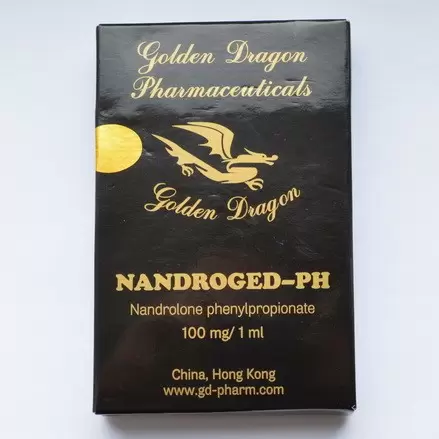 Golden Dragon
Pharmaceuticals
Golden Dragon
NANDROGED-PH
Nandrolone phenylpropionate
100 mg/ 1 ml
China, Hong Kong
www.gd-pharm.com